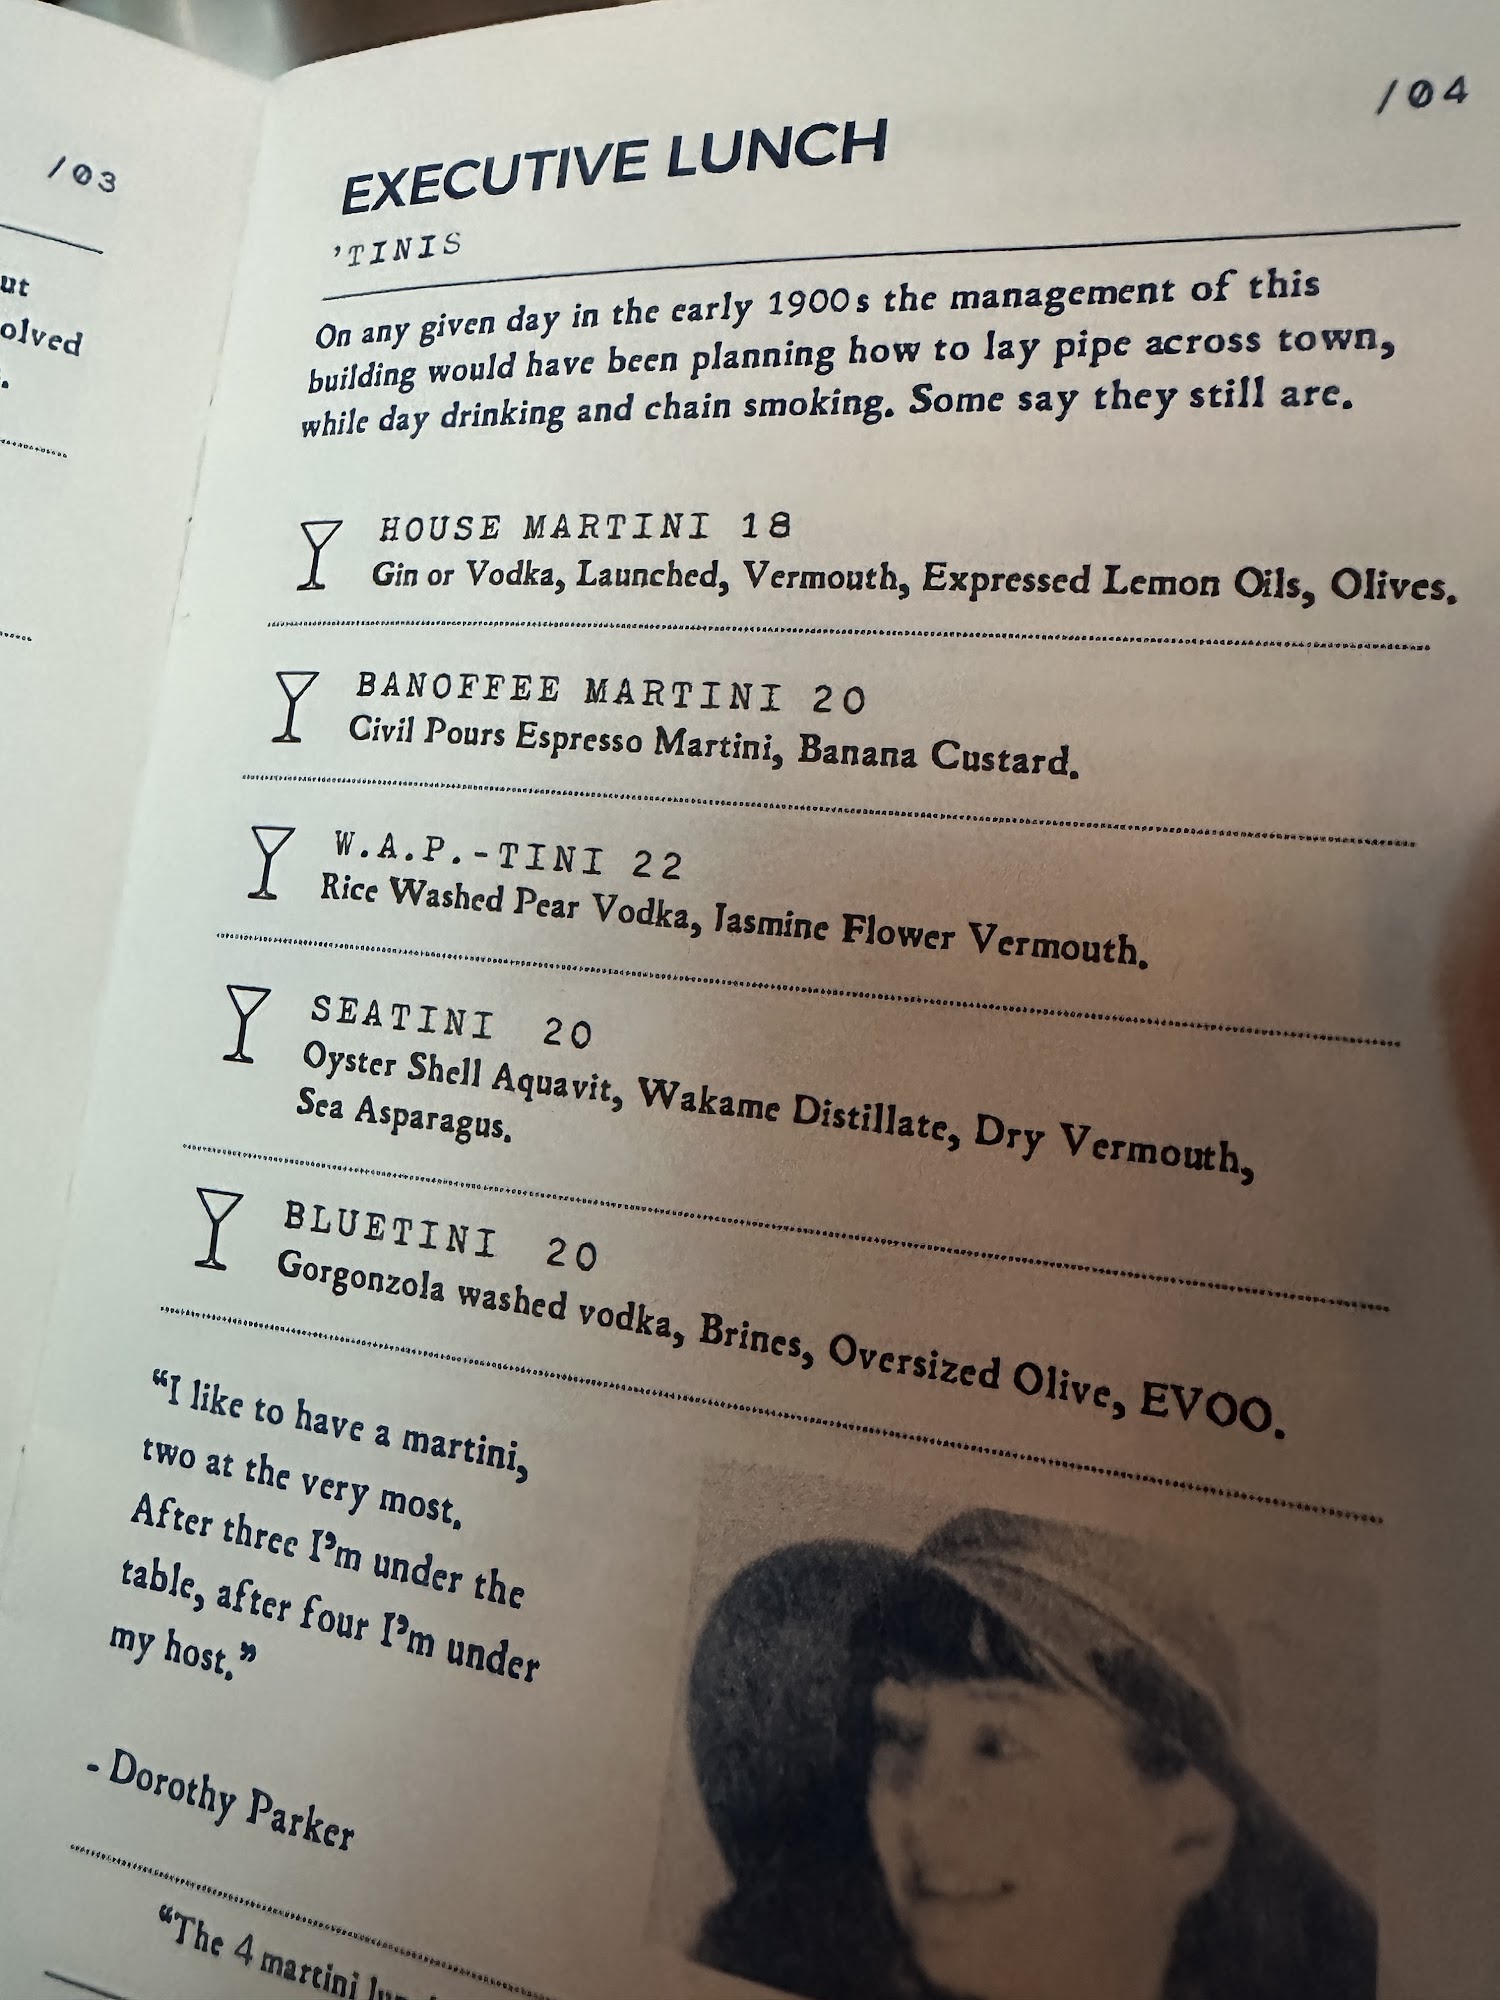 /03
ut
olved
/04
EXECUTIVE LUNCH
'TINIS
On any given day in the early 1900s the management of this
building would have been planning how to lay pipe across town,
while day drinking and chain smoking. Some say they still are.
HOUSE MARTINI 18
Gin or Vodka, Launched, Vermouth, Expressed Lemon Oils, Olives.
BANOFFEE MARTINI 20
Civil Pours Espresso Martini, Banana Custard.
W.A.P.-TINI 22
Rice Washed Pear Vodka, Jasmine Flower Vermouth.
SEATINI 20
Oyster Shell Aquavit, Wakame Distillate, Dry Vermouth,
Sea Asparagus.
BLUETINI 20
Gorgonzola washed vodka, Brines, Oversized Olive, EVOO.
“I like to have a martini,
two at the very most.
After three I’m under the
table, after four I’m under
my host.”
- Dorothy Parker
“The 4 martini